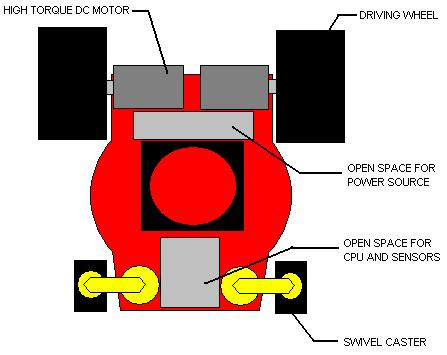 HIGH TORQUE DC MOTOR
DRIVING WHEEL
OPEN SPACE FOR
POWER SOURCE
OPEN SPACE FOR
CPU AND SENSORS
SWIVEL CASTER